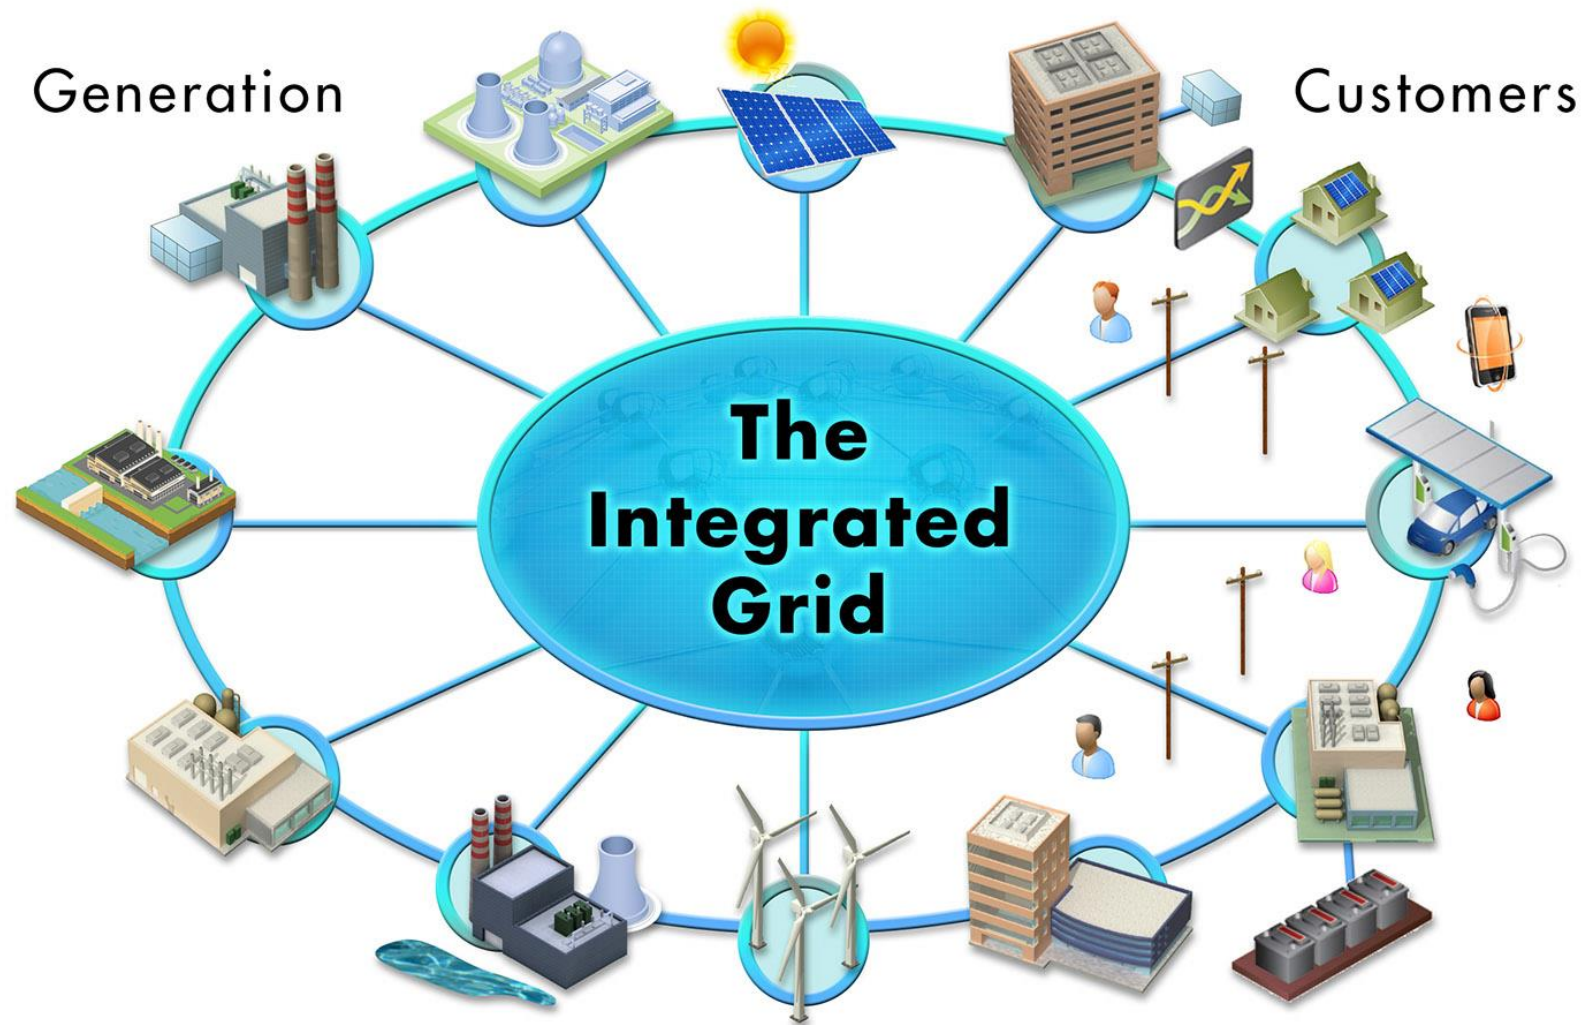 Generation
Customers
The
Integrated
Grid